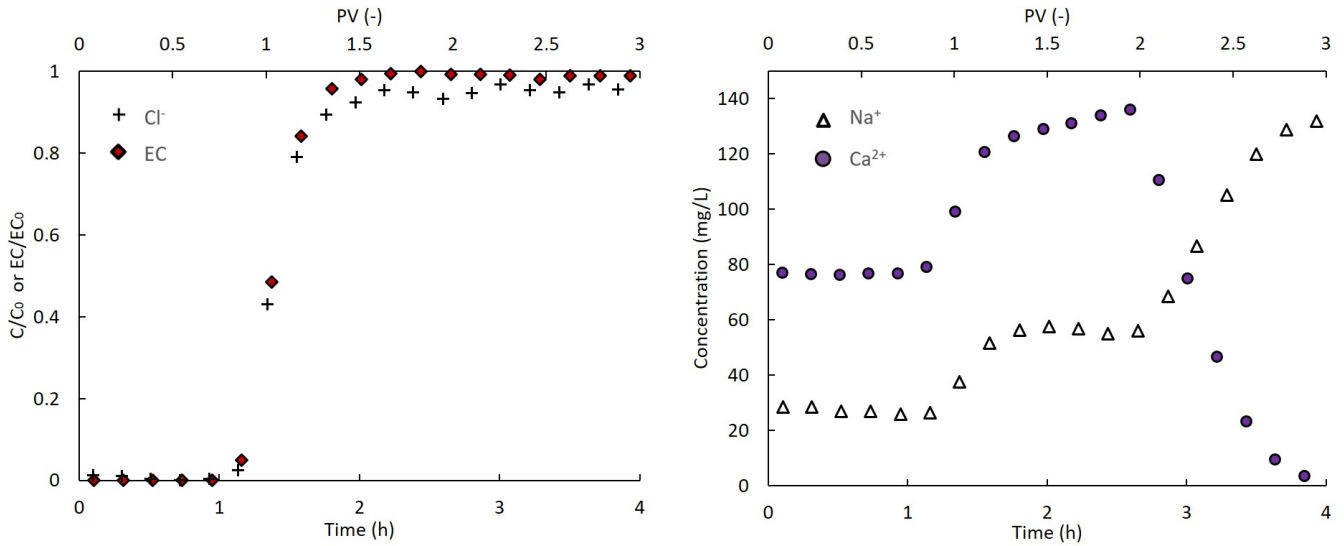 PV (-)
0 0.5 1 1.5 2 2.5 3
1
0.8
0.6
0.4
0.2
0
C/C₀ or EC/EC₀
Cl⁻
EC
0 1 2 3 4
Time (h)
PV (-)
0 0.5 1 1.5 2 2.5 3
140
120
100
80
60
40
20
0
Concentration (mg/L)
Na⁺
Ca²⁺
0 1 2 3 4
Time (h)